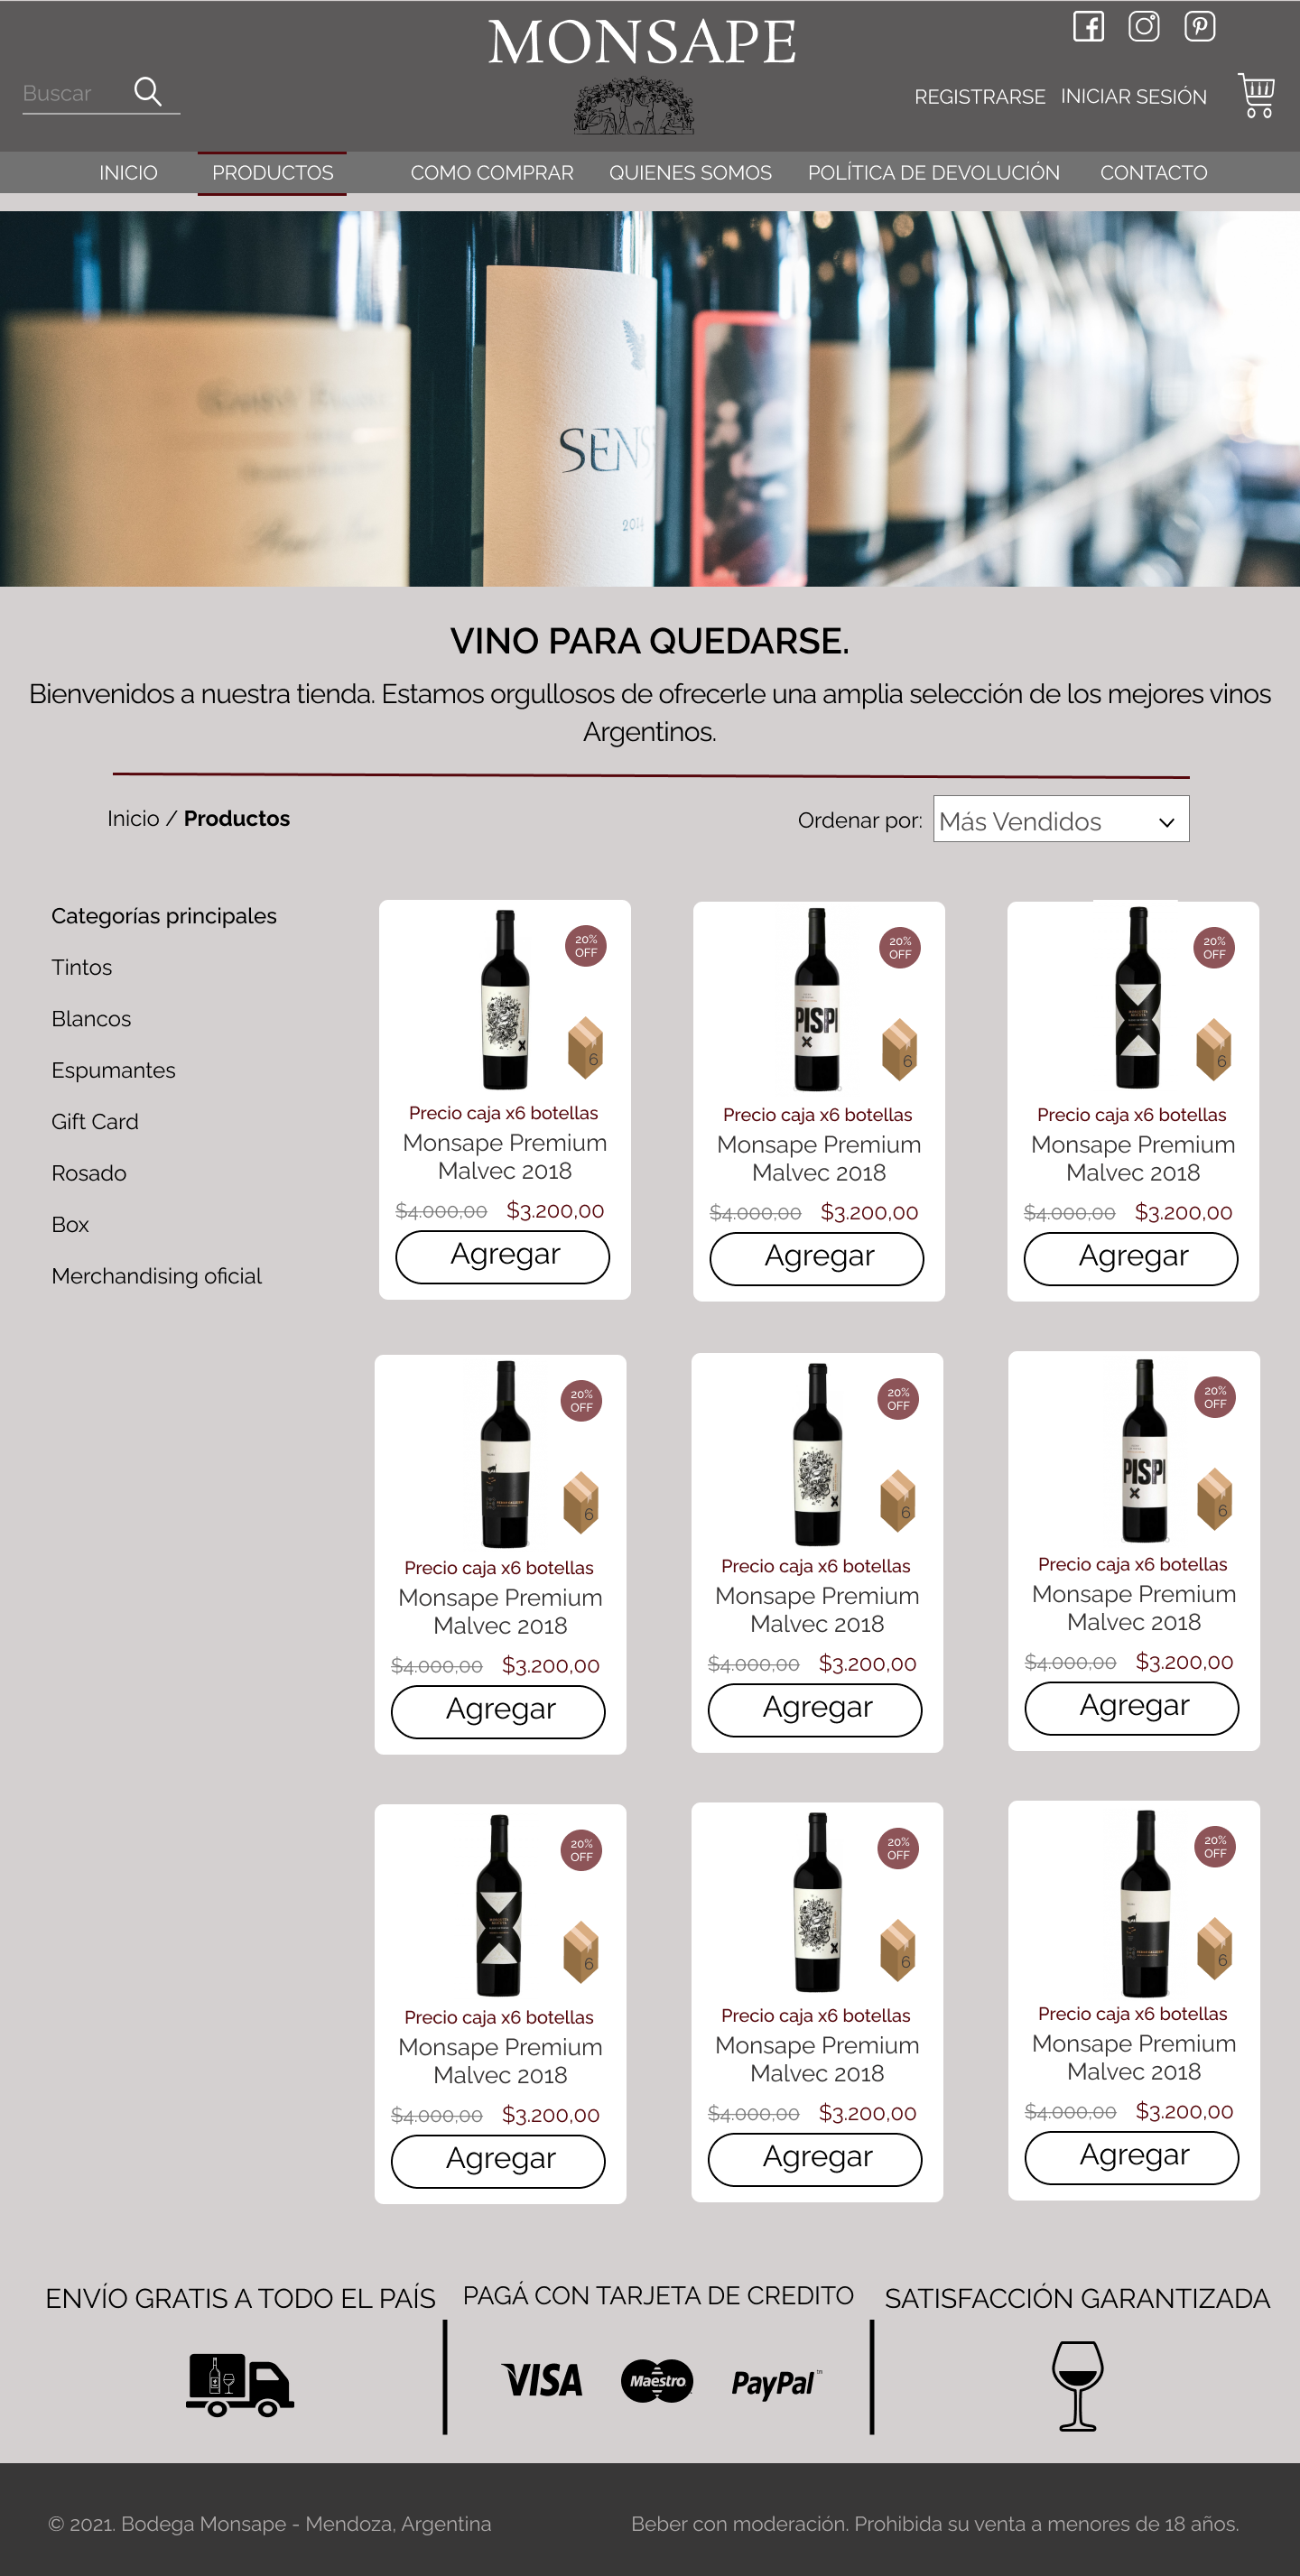 MONSAPE
Buscar
REGISTRARSE INICIAR SESIÓN
INICIO PRODUCTOS COMO COMPRAR QUIENES SOMOS POLÍTICA DE DEVOLUCIÓN CONTACTO
SENS
2014
VINO PARA QUEDARSE.
Bienvenidos a nuestra tienda. Estamos orgullosos de ofrecerle una amplia selección de los mejores vinos
Argentinos.
Inicio / Productos
Ordenar por: Más Vendidos
Categorías principales
Tintos
Blancos
Espumantes
Gift Card
Rosado
Box
Merchandising oficial
20%
OFF
6
Precio caja x6 botellas
Monsape Premium
Malvec 2018
$4.000,00 $3.200,00
Agregar
20%
OFF
PISPI
6
Precio caja x6 botellas
Monsape Premium
Malvec 2018
$4.000,00 $3.200,00
Agregar
20%
OFF
6
Precio caja x6 botellas
Monsape Premium
Malvec 2018
$4.000,00 $3.200,00
Agregar
20%
OFF
6
Precio caja x6 botellas
Monsape Premium
Malvec 2018
$4.000,00 $3.200,00
Agregar
20%
OFF
6
Precio caja x6 botellas
Monsape Premium
Malvec 2018
$4.000,00 $3.200,00
Agregar
20%
OFF
PISPI
6
Precio caja x6 botellas
Monsape Premium
Malvec 2018
$4.000,00 $3.200,00
Agregar
20%
OFF
6
Precio caja x6 botellas
Monsape Premium
Malvec 2018
$4.000,00 $3.200,00
Agregar
20%
OFF
6
Precio caja x6 botellas
Monsape Premium
Malvec 2018
$4.000,00 $3.200,00
Agregar
20%
OFF
6
Precio caja x6 botellas
Monsape Premium
Malvec 2018
$4.000,00 $3.200,00
Agregar
ENVÍO GRATIS A TODO EL PAÍS
PAGÁ CON TARJETA DE CREDITO
VISA Maestro PayPal™
SATISFACCIÓN GARANTIZADA
© 2021. Bodega Monsape - Mendoza, Argentina
Beber con moderación. Prohibida su venta a menores de 18 años.